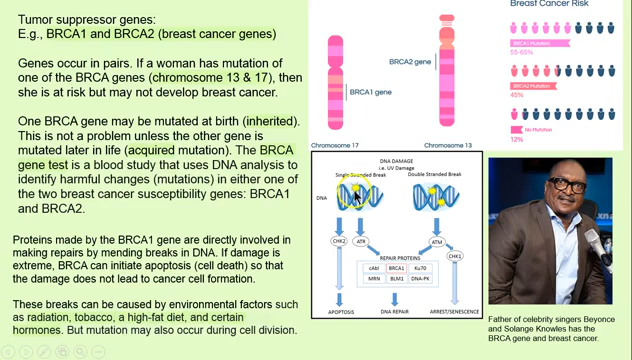 Tumor suppressor genes:
E.g., BRCA1 and BRCA2 (breast cancer genes)
Genes occur in pairs. If a woman has mutation of
one of the BRCA genes (chromosome 13 & 17), then
she is at risk but may not develop breast cancer.
One BRCA gene may be mutated at birth (inherited).
This is not a problem unless the other gene is
mutated later in life (acquired mutation). The BRCA
gene test is a blood study that uses DNA analysis to
identify harmful changes (mutations) in either one of
the two breast cancer susceptibility genes: BRCA1
and BRCA2.
Proteins made by the BRCA1 gene are directly involved in
making repairs by mending breaks in DNA. If damage is
extreme, BRCA can initiate apoptosis (cell death) so that
the damage does not lead to cancer cell formation.
These breaks can be caused by environmental factors such
as radiation, tobacco, a high-fat diet, and certain
hormones. But mutation may also occur during cell division.
BRCA2 gene
BRCA1 gene
Chromosome 17
Chromosome 13
Breast Cancer Risk
BRCA1 Mutation
55-65%
BRCA2 Mutation
45%
No Mutation
12%
DNA DAMAGE
i.e. UV Damage
Single Stranded Break
Double Stranded Break
DNA
CHK2
ATR
ATM
CHK1
REPAIR PROTEINS
cAbl
BRCA1
Ku70
MRN
BLM1
DNA-PK
APOPTOSIS
DNA REPAIR
ARREST/SENESCENCE
Father of celebrity singers Beyonce
and Solange Knowles has the
BRCA gene and breast cancer.